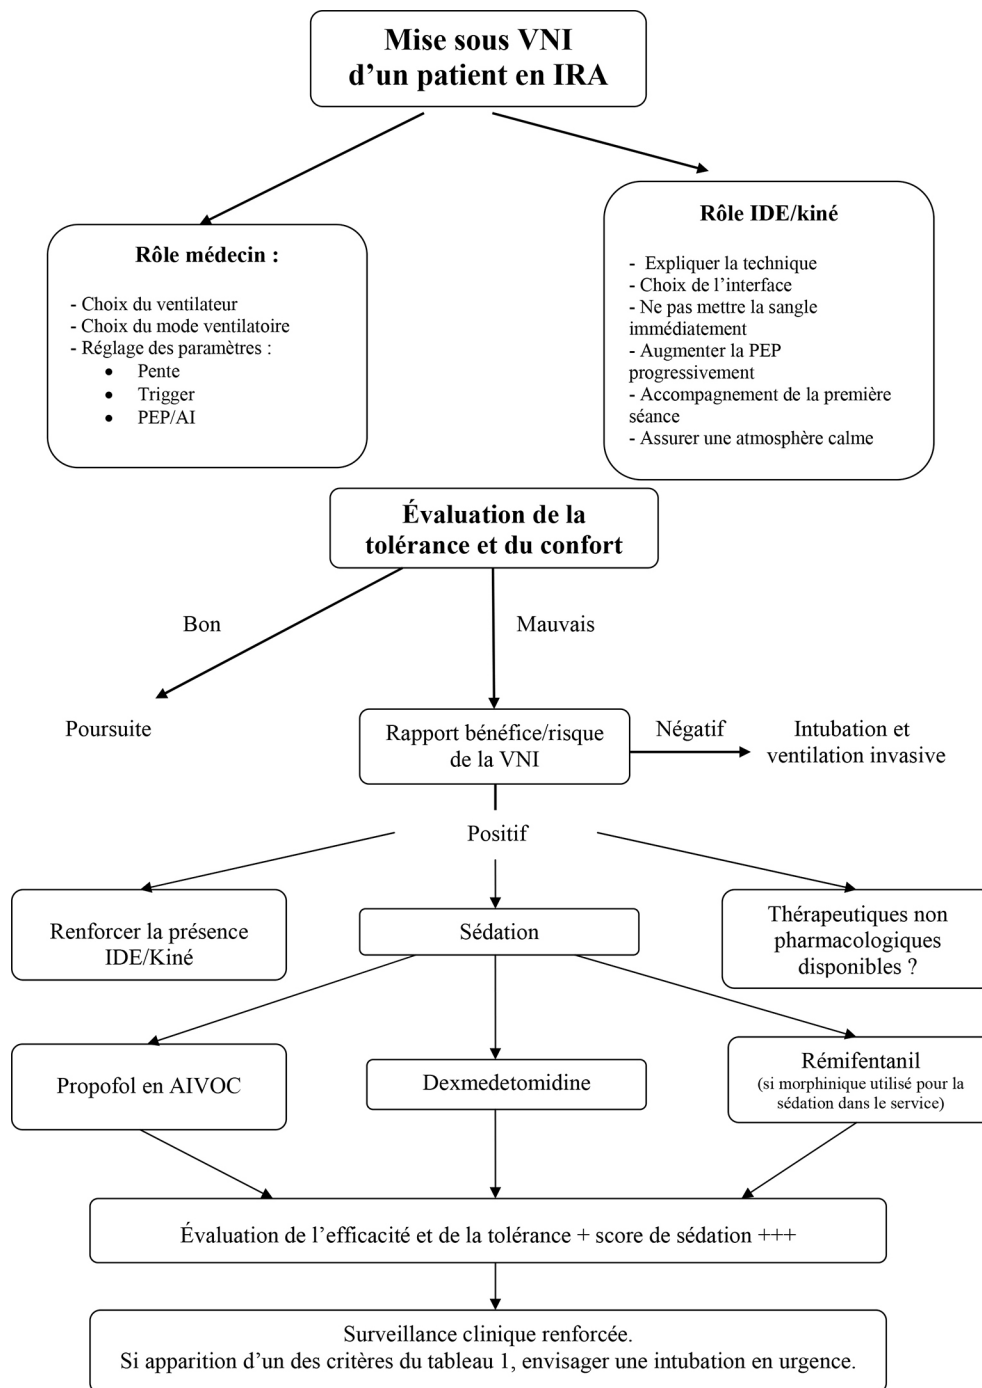 Mise sous VNI
d’un patient en IRA
Rôle médecin :
- Choix du ventilateur
- Choix du mode ventilatoire
- Réglage des paramètres :
• Pente
• Trigger
• PEP/AI
Rôle IDE/kiné
- Expliquer la technique
- Choix de l’interface
- Ne pas mettre la sangle
immédiatement
- Augmenter la PEP
progressivement
- Accompagnement de la première
séance
- Assurer une atmosphère calme
Évaluation de la
tolérance et du confort
Bon
Mauvais
Poursuite
Rapport bénéfice/risque
de la VNI
Négatif
Intubation et
ventilation invasive
Positif
Renforcer la présence
IDE/Kiné
Sédation
Thérapeutiques non
pharmacologiques
disponibles ?
Propofol en AIVOC
Dexmedetomidine
Rémifentanil
(si morphinique utilisé pour la
sédation dans le service)
Évaluation de l’efficacité et de la tolérance + score de sédation +++
Surveillance clinique renforcée.
Si apparition d’un des critères du tableau 1, envisager une intubation en urgence.